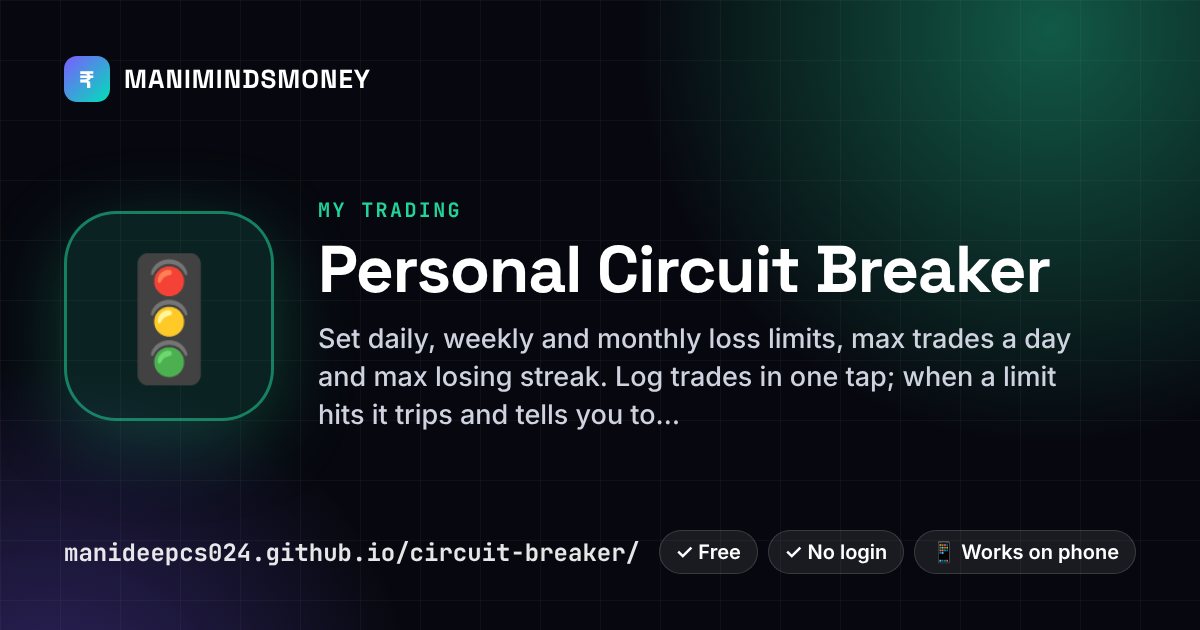 ₹ MANIMINDSMONEY
MY TRADING
Personal Circuit Breaker
Set daily, weekly and monthly loss limits, max trades a day
and max losing streak. Log trades in one tap; when a limit
hits it trips and tells you to…
manideepcs024.github.io/circuit-breaker/ ✓ Free ✓ No login 📱 Works on phone